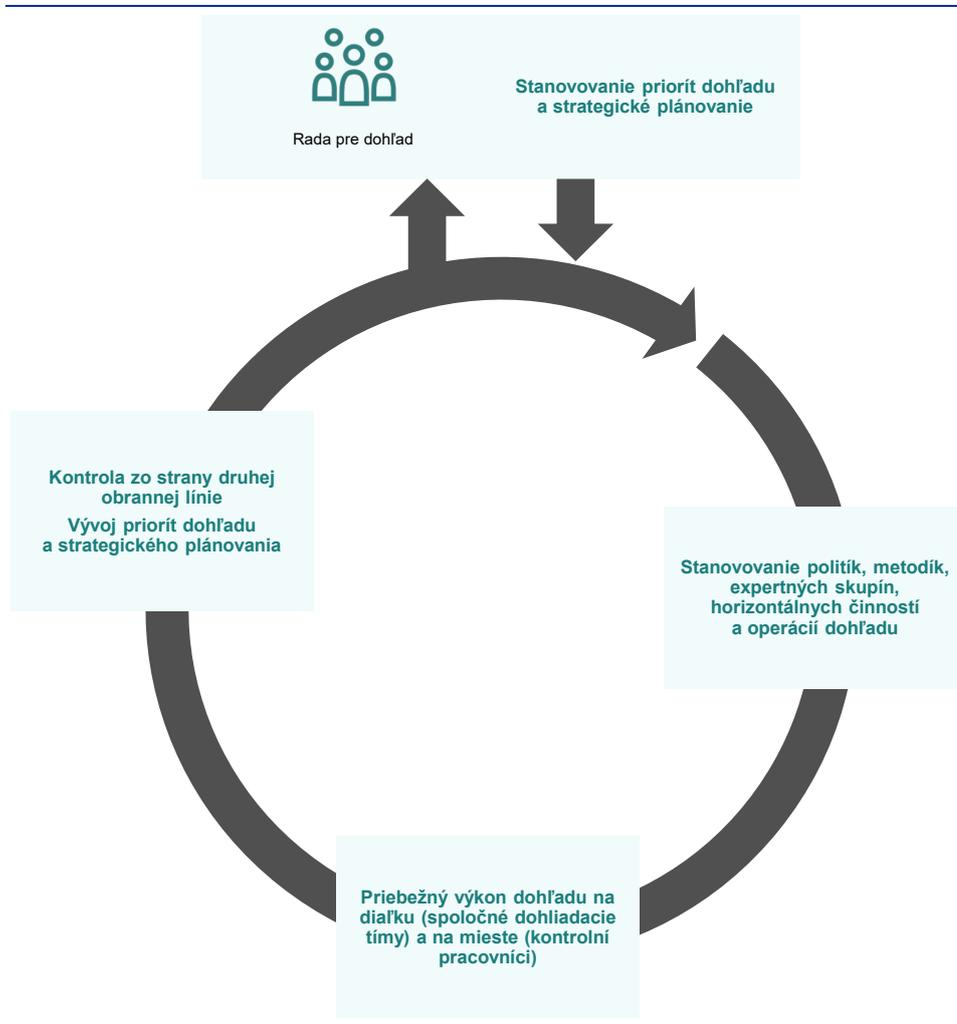 Stanovovanie priorít dohľadu
a strategické plánovanie
Rada pre dohľad
Kontrola zo strany druhej
obrannej línie
Vývoj priorít dohľadu
a strategického plánovania
Stanovovanie politík, metodík,
expertných skupín,
horizontálnych činností
a operácií dohľadu
Priebežný výkon dohľadu na
diaľku (spoločné dohliadacie
tímy) a na mieste (kontrolní
pracovníci)